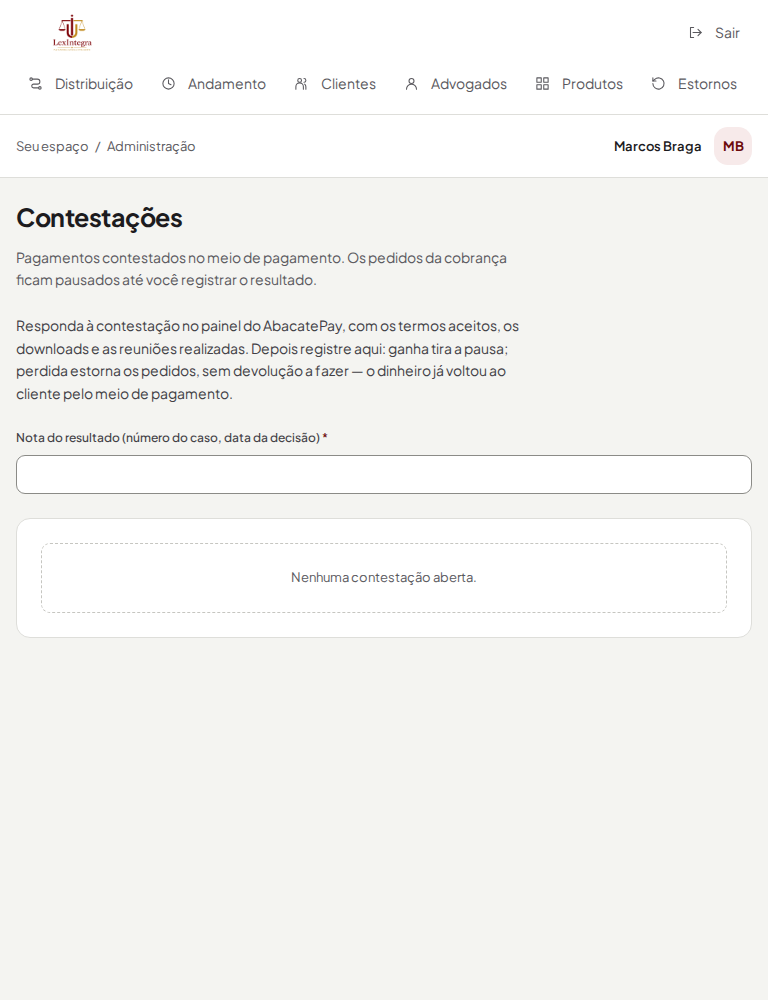 LexIntegra
Sair
Distribuição
Andamento
Clientes
Advogados
Produtos
Estornos
Seu espaço / Administração
Marcos Braga
MB
Contestações
Pagamentos contestados no meio de pagamento. Os pedidos da cobrança
ficam pausados até você registrar o resultado.
Responda à contestação no painel do AbacatePay, com os termos aceitos, os
downloads e as reuniões realizadas. Depois registre aqui: ganha tira a pausa;
perdida estorna os pedidos, sem devolução a fazer — o dinheiro já voltou ao
cliente pelo meio de pagamento.
Nota do resultado (número do caso, data da decisão) *
Nenhuma contestação aberta.